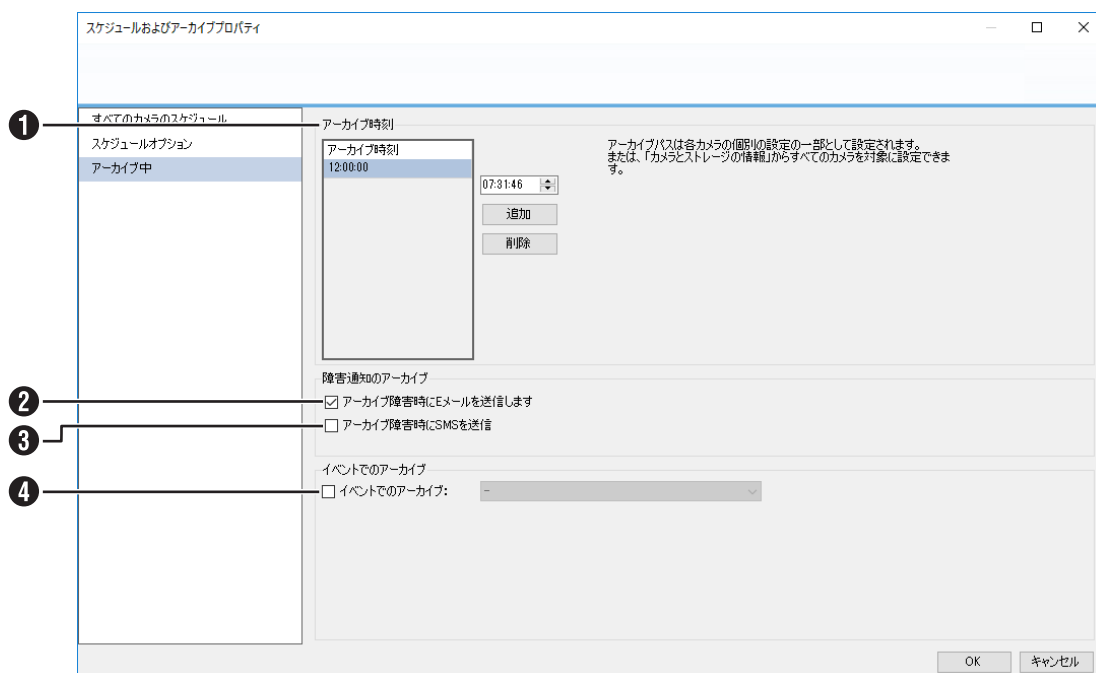 スケジュールおよびアーカイブプロパティ
すべてのカメラのスケジュール
スケジュールオプション
アーカイブ中
❶
アーカイブ時刻
アーカイブ時刻
12:00:00
07:31:46
追加
削除
アーカイブパスは各カメラの個別の設定の一部として設定されます。
または、「カメラとストレージの情報」からすべてのカメラを対象に設定できま
す。
障害通知のアーカイブ
❷
アーカイブ障害時にEメールを送信します
❸
アーカイブ障害時にSMSを送信
イベントでのアーカイブ
❹
イベントでのアーカイブ:
-
OK
キャンセル